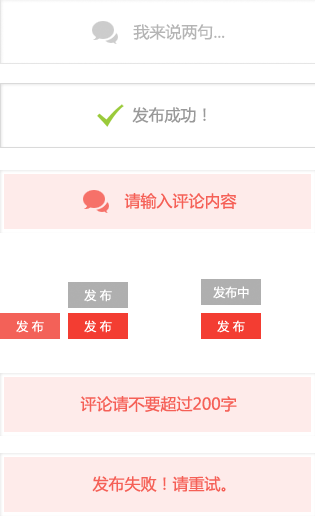 我来说两句...
发布成功！
请输入评论内容
发 布
发布中
发 布
发 布
发 布
评论请不要超过200字
发布失败！请重试。